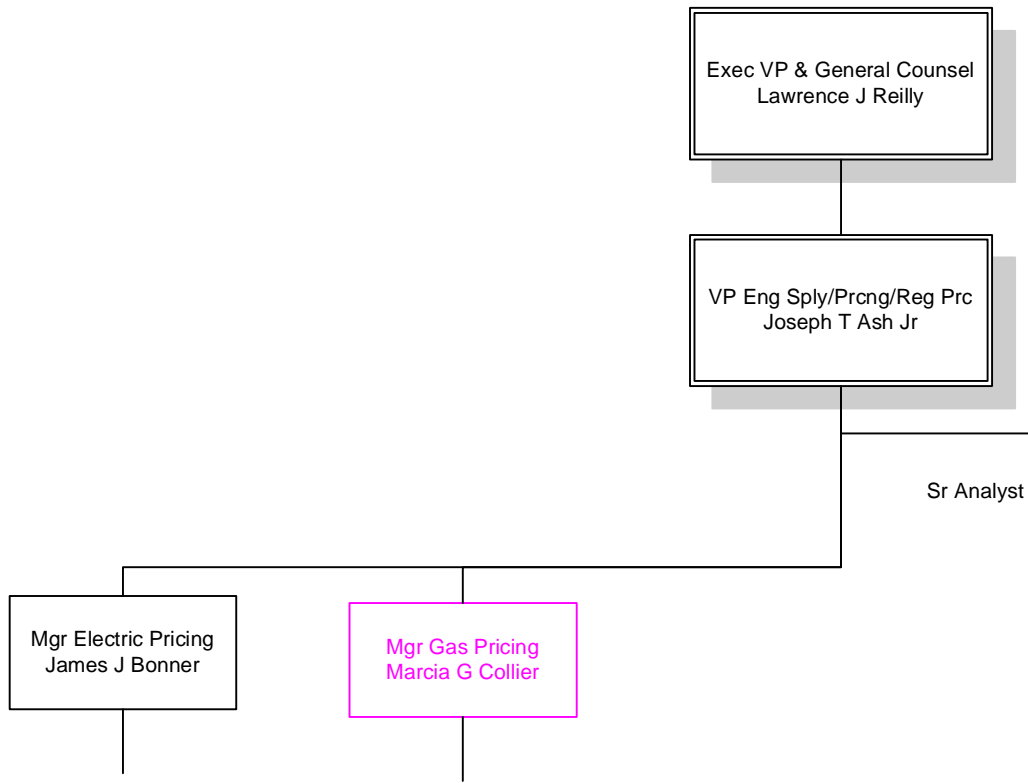 Exec VP & General Counsel
Lawrence J Reilly
VP Eng Sply/Prcng/Reg Prc
Joseph T Ash Jr
Sr Analyst
Mgr Electric Pricing
James J Bonner
Mgr Gas Pricing
Marcia G Collier